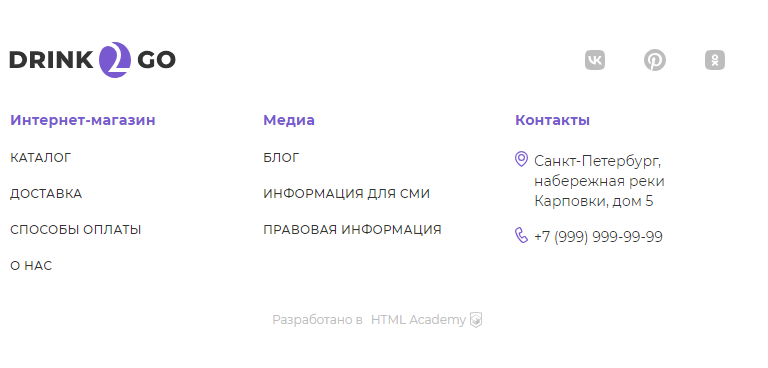 DRINK 2 GO
Интернет-магазин
КАТАЛОГ
ДОСТАВКА
СПОСОБЫ ОПЛАТЫ
О НАС
Медиа
БЛОГ
ИНФОРМАЦИЯ ДЛЯ СМИ
ПРАВОВАЯ ИНФОРМАЦИЯ
Контакты
Санкт-Петербург,
набережная реки
Карповки, дом 5
+7 (999) 999-99-99
Разработано в HTML Academy